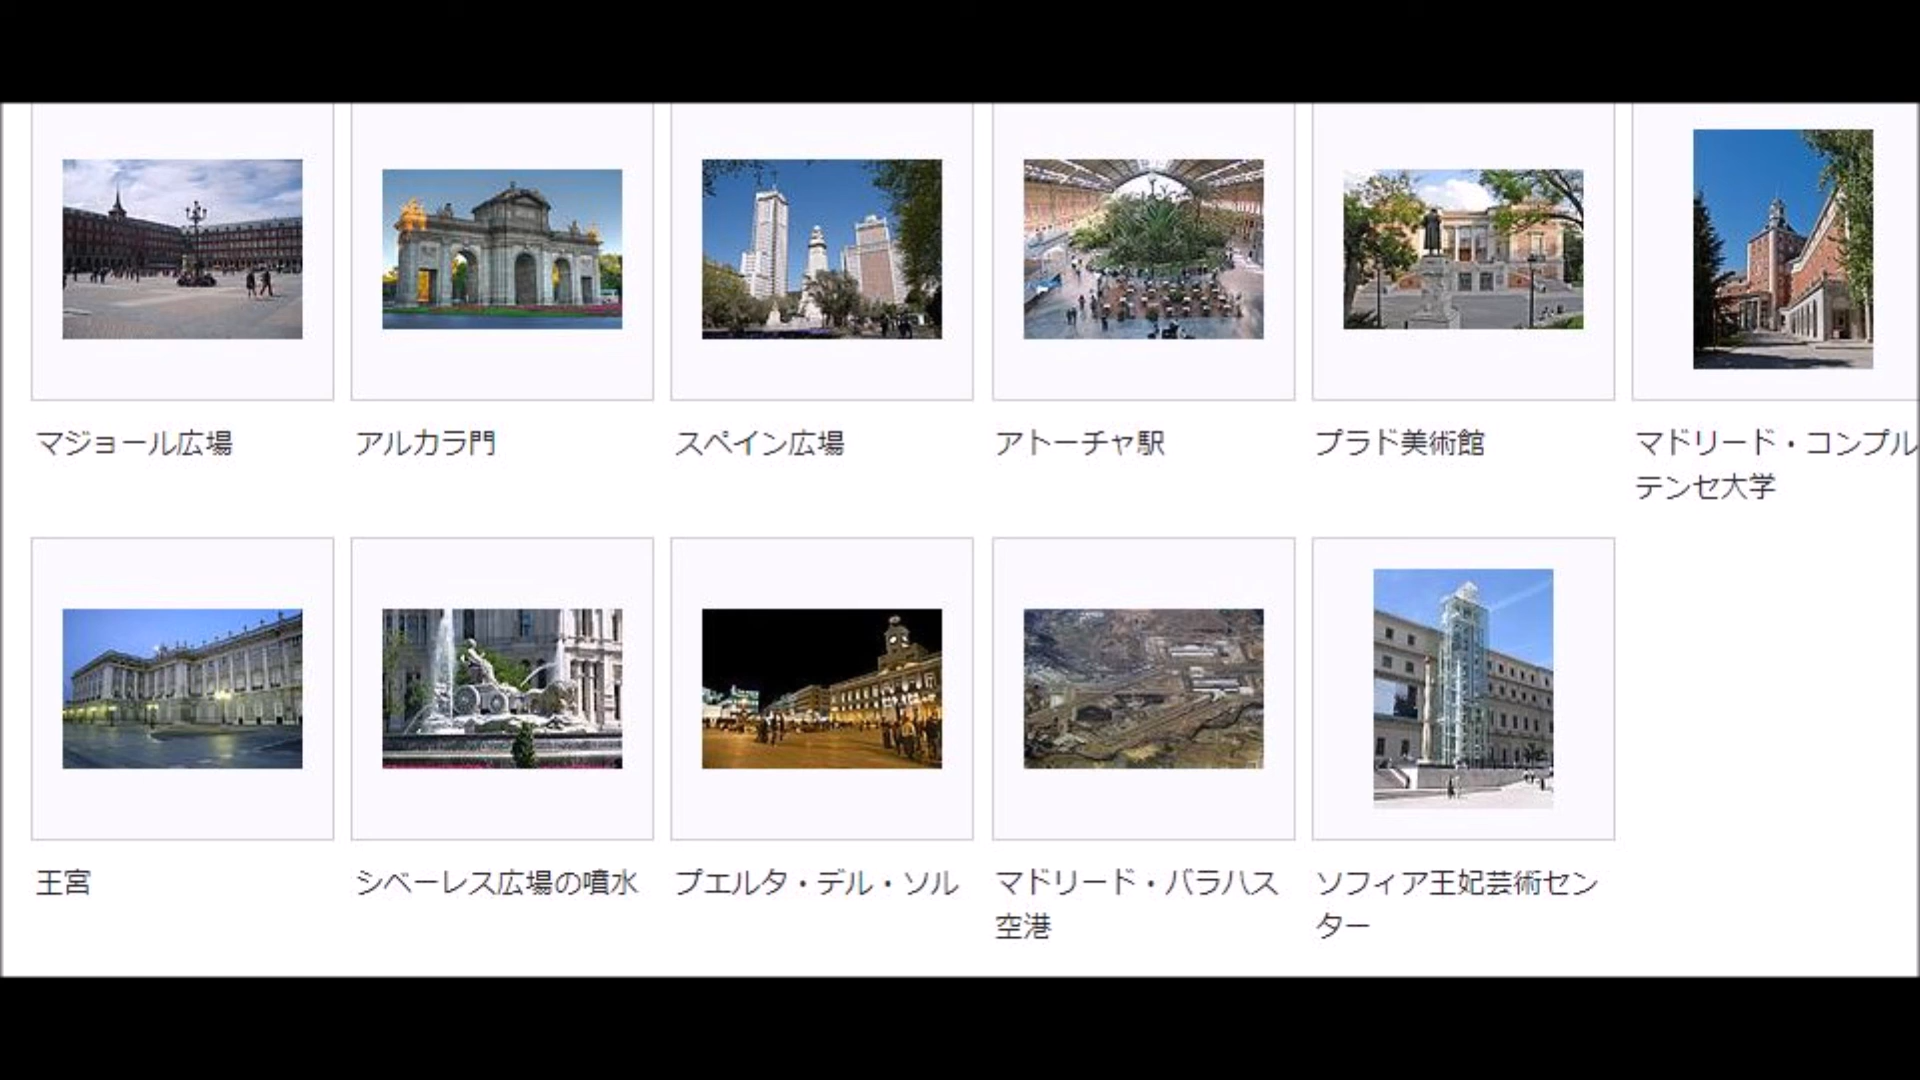 マジョール広場
アルカラ門
スペイン広場
アトーチャ駅
プラド美術館
マドリード・コンプル
テンセ大学
王宮
シベーレス広場の噴水
プエルタ・デル・ソル
マドリード・バラハス
空港
ソフィア王妃芸術セン
ター